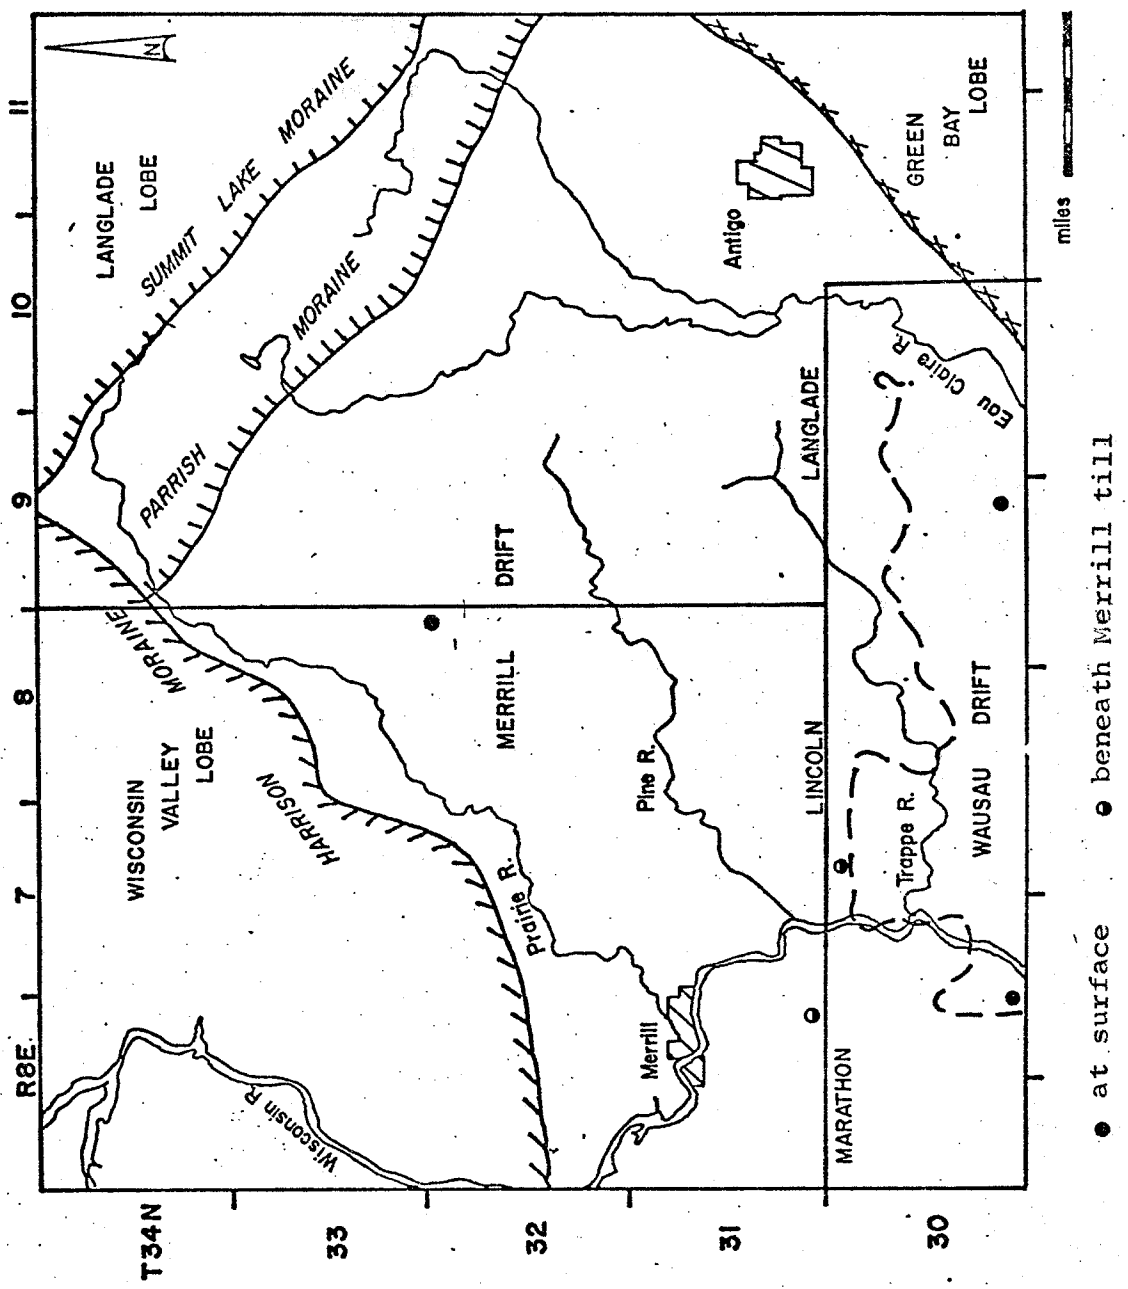 R8E.
7
8
9
10
11
N
T34N
33
32
31
30
LANGLADE
LOBE
WISCONSIN
VALLEY
LOBE
SUMMIT LAKE MORAINE
PARRISH MORAINE
HARRISON MORAINE
Wisconsin R.
Prairie R.
MERRILL DRIFT
Pine R.
Merrill
Antigo
LINCOLN
LANGLADE
MARATHON
Trappe R.
Eau Claire R.
?
GREEN
BAY
LOBE
WAUSAU DRIFT
miles
at surface
beneath Merrill till